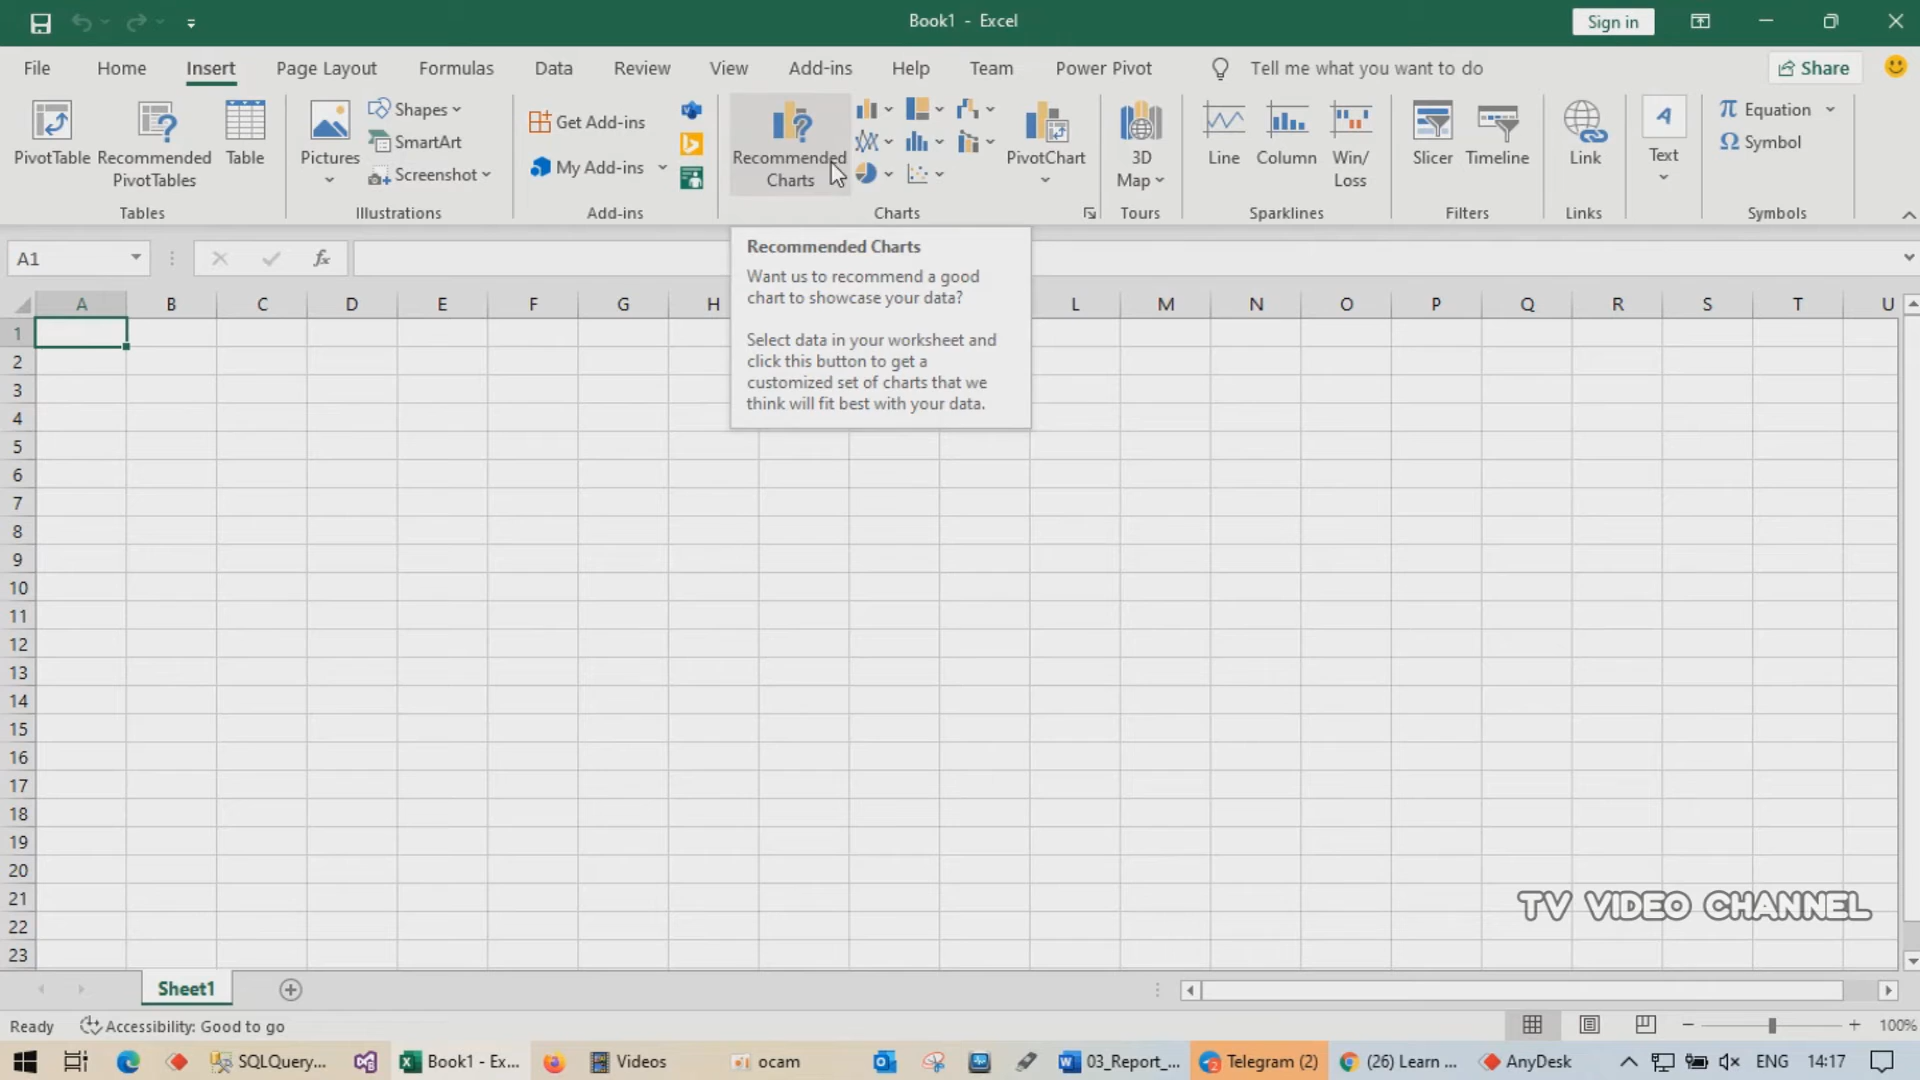 Book1 - Excel
Sign in
File Home Insert Page Layout Formulas Data Review View Add-ins Help Team Power Pivot Tell me what you want to do Share
PivotTable
Recommended
PivotTables
Table
Tables
Pictures
Shapes
SmartArt
Screenshot
Illustrations
Get Add-ins
My Add-ins
Add-ins
Recommended
Charts
PivotChart
Charts
3D
Map
Tours
Line
Column
Win/
Loss
Sparklines
Slicer
Timeline
Filters
Link
Links
A
Text
π Equation
Ω Symbol
Symbols
A1
fx
Recommended Charts
Want us to recommend a good
chart to showcase your data?
Select data in your worksheet and
click this button to get a
customized set of charts that we
think will fit best with your data.
A B C D E F G H L M N O P Q R S T U
1
2
3
4
5
6
7
8
9
10
11
12
13
14
15
16
17
18
19
20
21
22
23
TV VIDEO CHANNEL
Sheet1
Ready Accessibility: Good to go
100%
SQLQuery...
Book1 - Ex...
Videos
ocam
03_Report_...
Telegram (2)
(26) Learn ...
AnyDesk
ENG
14:17